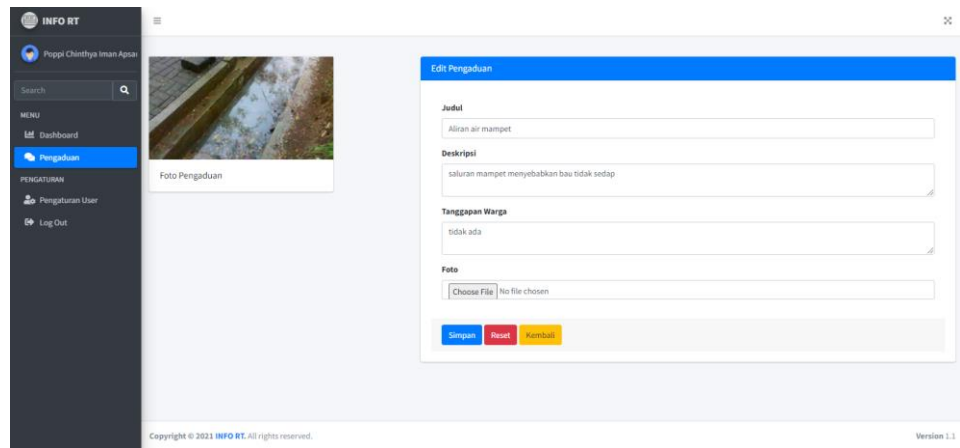 INFO RT
Poppi Chinthya Iman Apsa
Search
MENU
Dashboard
Pengaduan
PENGATURAN
Pengaturan User
Log Out
Foto Pengaduan
Edit Pengaduan
Judul
Aliran air mampet
Deskripsi
saluran mampet menyebabkan bau tidak sedap
Tanggapan Warga
tidak ada
Foto
Choose File No file chosen
Simpan Reset Kembali
Copyright © 2021 INFO RT. All rights reserved.
Version 1.1